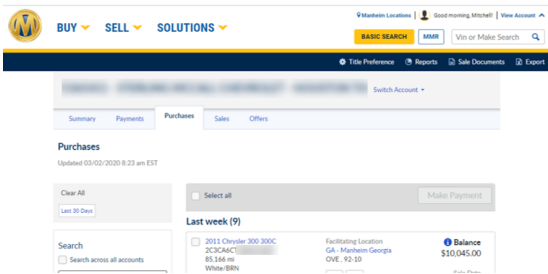 Manheim Locations | Good morning, Mitchell! | View Account
BUY SELL SOLUTIONS
BASIC SEARCH MMR Vin or Make Search
Title Preference Reports Sale Documents Export
Switch Account
Summary Payments Purchases Sales Offers
Purchases
Updated 03/02/2020 8:23 am EST
Clear All
Last 30 Days
Select all Make Payment
Last week (9)
Search
Search across all accounts
2011 Chrysler 300 300C
2C3CA6CT
85,166 mi
White/BRN
Facilitating Location
GA - Manheim Georgia
OVE , 92-10
Balance
$10,045.00